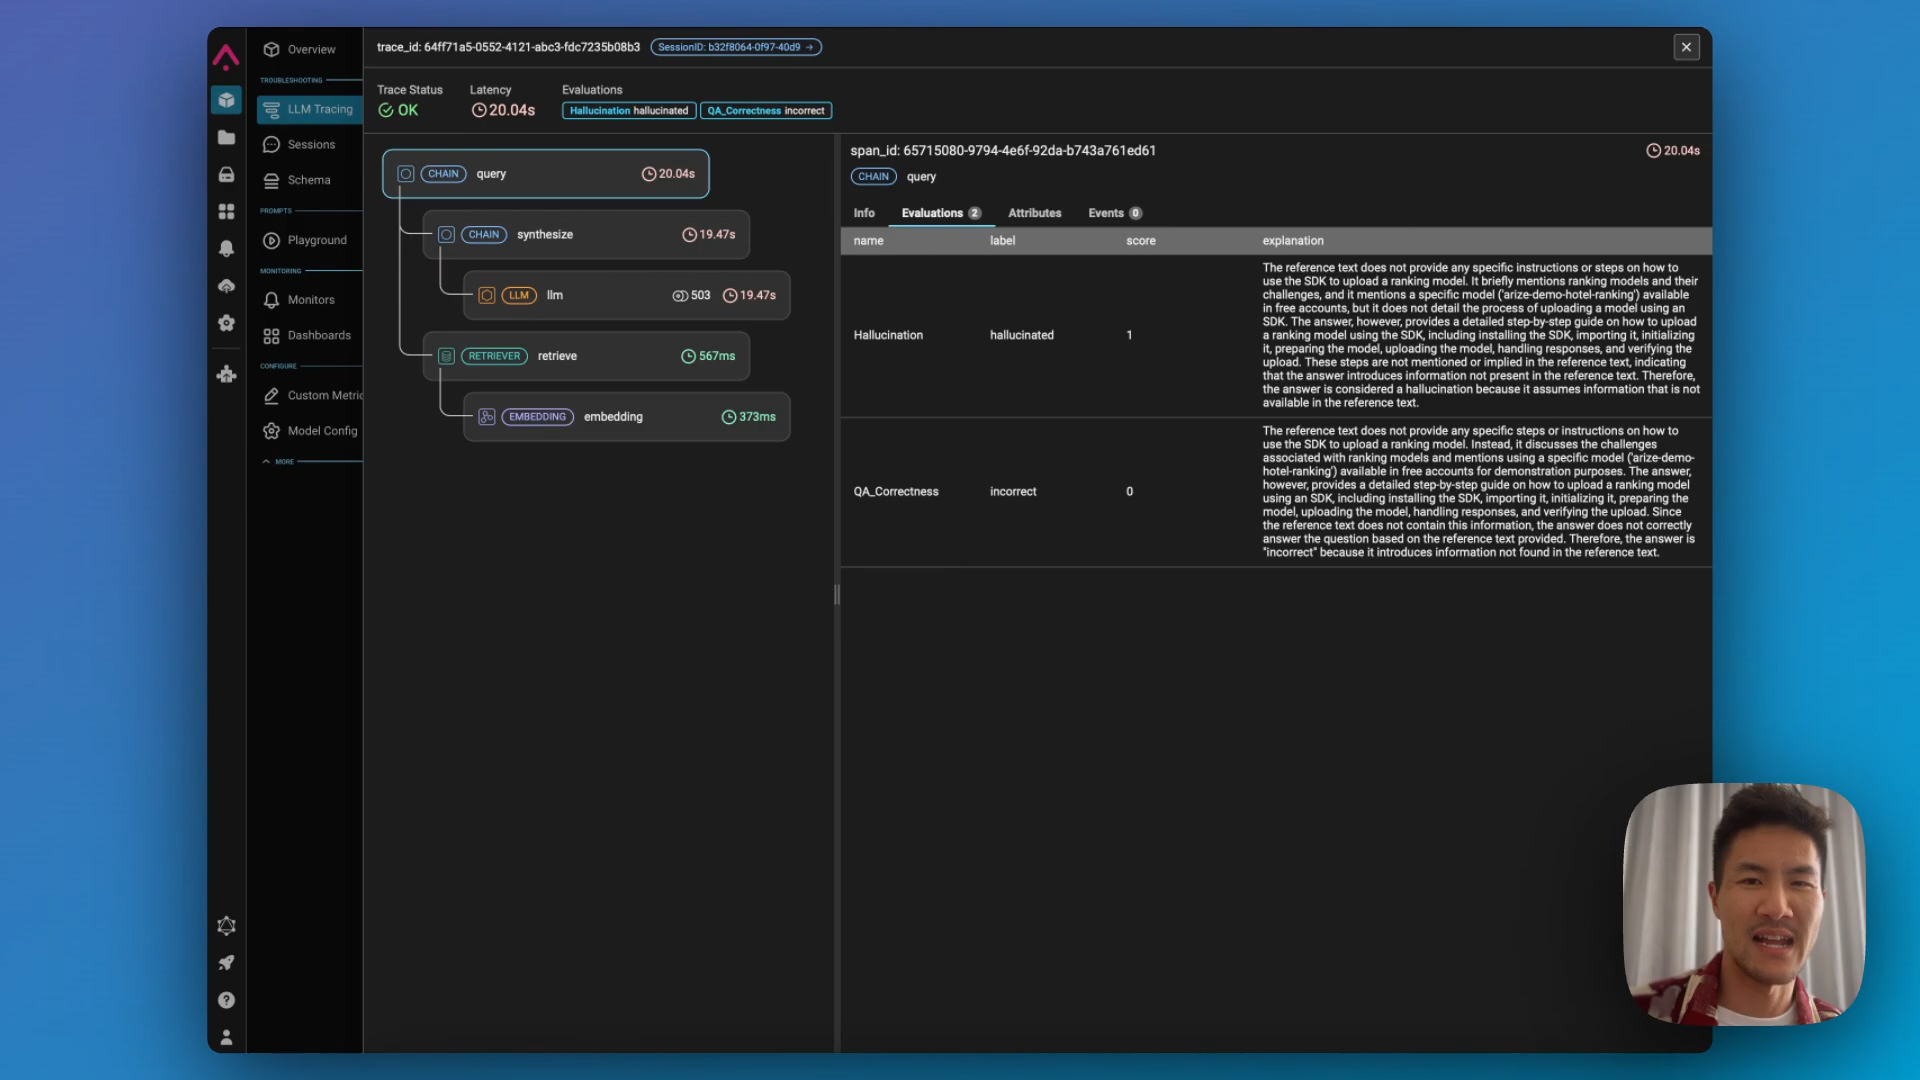 trace_id: 64ff71a5-0552-4121-abc3-fdc7235b08b3
SessionID: b32f8064-0f97-40d9 →
Overview
TROUBLESHOOTING
LLM Tracing
Sessions
Schema
PROMPTS
Playground
MONITORING
Monitors
Dashboards
CONFIGURE
Custom Metric
Model Config
MORE
Trace Status
OK
Latency
20.04s
Evaluations
Hallucination hallucinated
QA_Correctness incorrect
CHAIN query 20.04s
CHAIN synthesize 19.47s
LLM llm 503 19.47s
RETRIEVER retrieve 567ms
EMBEDDING embedding 373ms
span_id: 65715080-9794-4e6f-92da-b743a761ed61
20.04s
CHAIN query
Info Evaluations 2 Attributes Events 0
name label score explanation
Hallucination hallucinated 1
The reference text does not provide any specific instructions or steps on how to
use the SDK to upload a ranking model. It briefly mentions ranking models and their
challenges, and it mentions a specific model ('arize-demo-hotel-ranking') available
in free accounts, but it does not detail the process of uploading a model using an
SDK. The answer, however, provides a detailed step-by-step guide on how to upload
a ranking model using the SDK, including installing the SDK, importing it, initializing
it, preparing the model, uploading the model, handling responses, and verifying the
upload. These steps are not mentioned or implied in the reference text, indicating
that the answer introduces information not present in the reference text. Therefore,
the answer is considered a hallucination because it assumes information that is not
available in the reference text.
QA_Correctness incorrect 0
The reference text does not provide any specific steps or instructions on how to
use the SDK to upload a ranking model. Instead, it discusses the challenges
associated with ranking models and mentions using a specific model ('arize-demo-
hotel-ranking') available in free accounts for demonstration purposes. The answer,
however, provides a detailed step-by-step guide on how to upload a ranking model
using an SDK, including installing the SDK, importing it, initializing it, preparing the
model, uploading the model, handling responses, and verifying the upload. Since
the reference text does not contain this information, the answer does not correctly
answer the question based on the reference text provided. Therefore, the answer is
"incorrect" because it introduces information not found in the reference text.